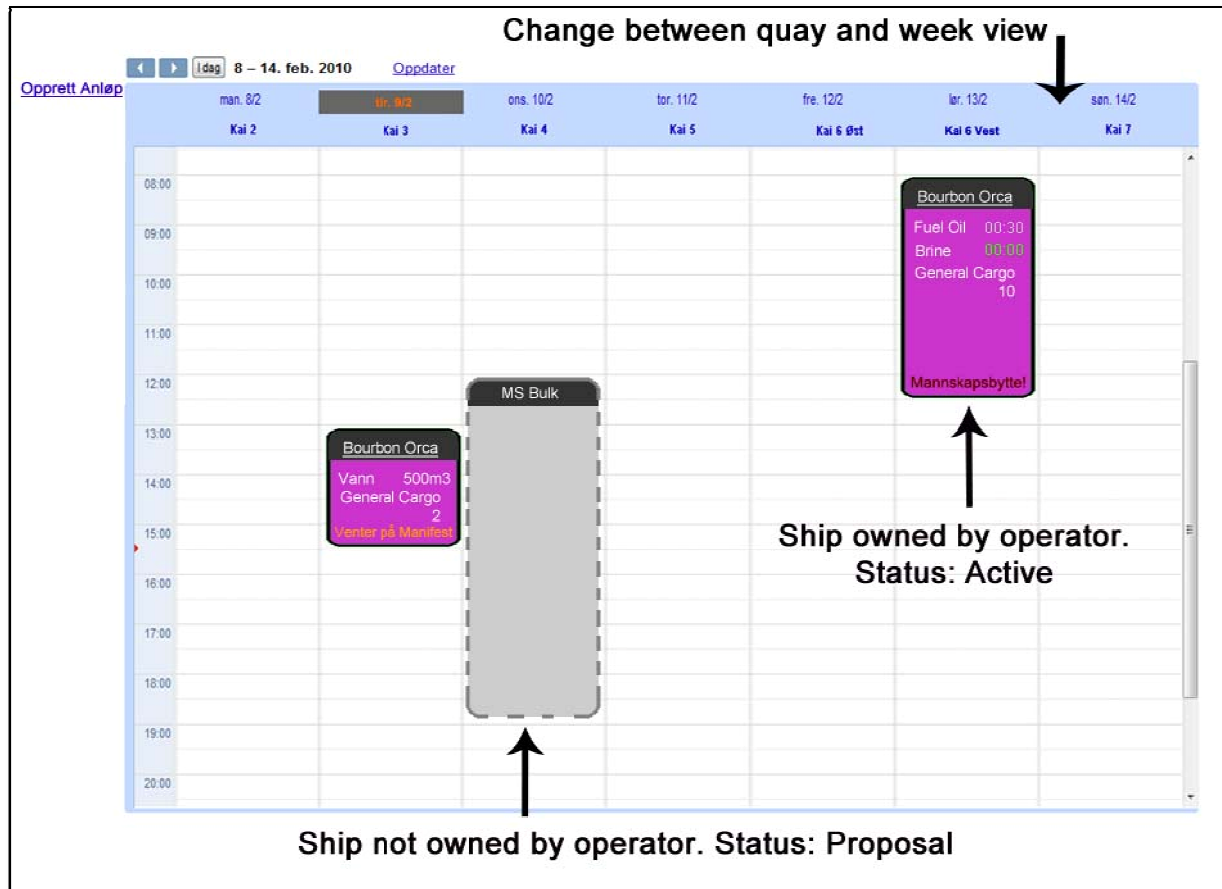 Change between quay and week view
I dag 8 – 14. feb. 2010 Oppdater
Opprett Anløp
man. 8/2 tir. 9/2 ons. 10/2 tor. 11/2 fre. 12/2 lør. 13/2 søn. 14/2
Kai 2 Kai 3 Kai 4 Kai 5 Kai 6 Øst Kai 6 Vest Kai 7
08:00
Bourbon Orca
Fuel Oil 00:30
09:00
Brine 00:00
General Cargo
10:00
10
11:00
12:00
Mannskapsbytte!
MS Bulk
13:00
Bourbon Orca
Vann 500m3
14:00
General Cargo
2
15:00
Venter på Manifest
Ship owned by operator.
Status: Active
16:00
17:00
18:00
19:00
20:00
Ship not owned by operator. Status: Proposal